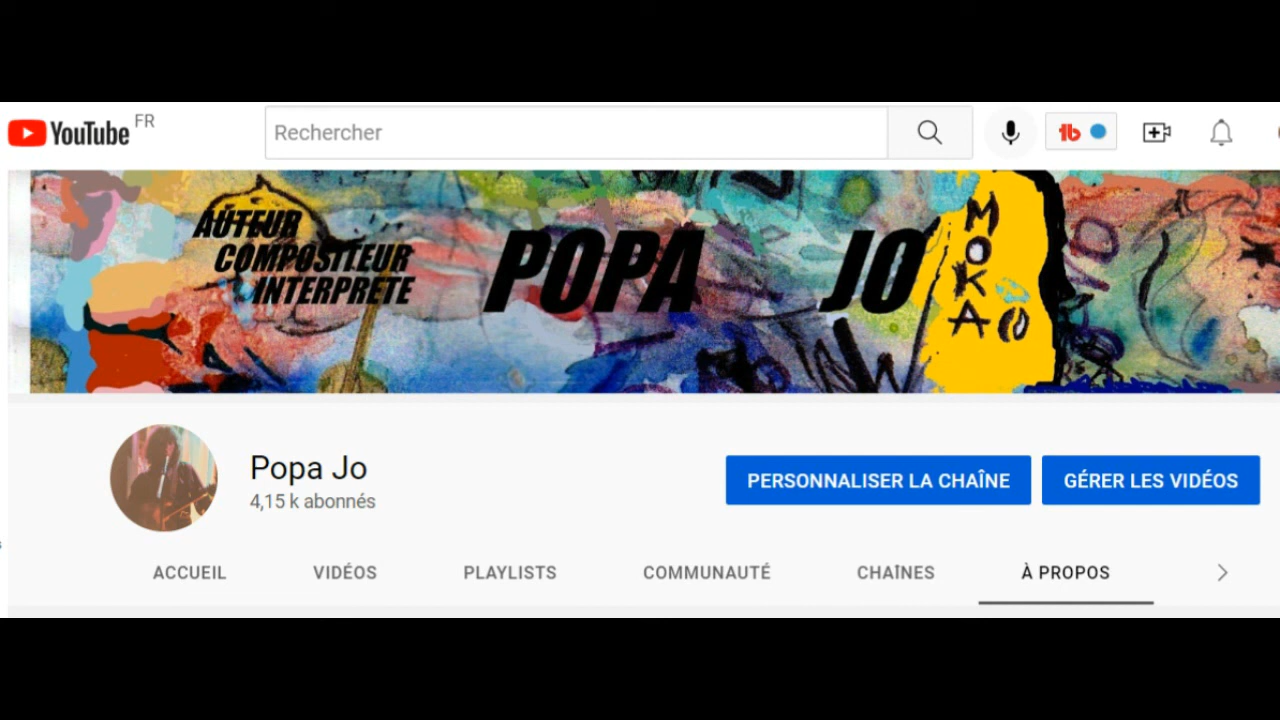 YouTube FR
Rechercher
AUTEUR
COMPOSITEUR
INTERPRETE
POPA JO
MOKA
Popa Jo
4,15 k abonnés
PERSONNALISER LA CHAÎNE
GÉRER LES VIDÉOS
ACCUEIL
VIDÉOS
PLAYLISTS
COMMUNAUTÉ
CHAÎNES
À PROPOS